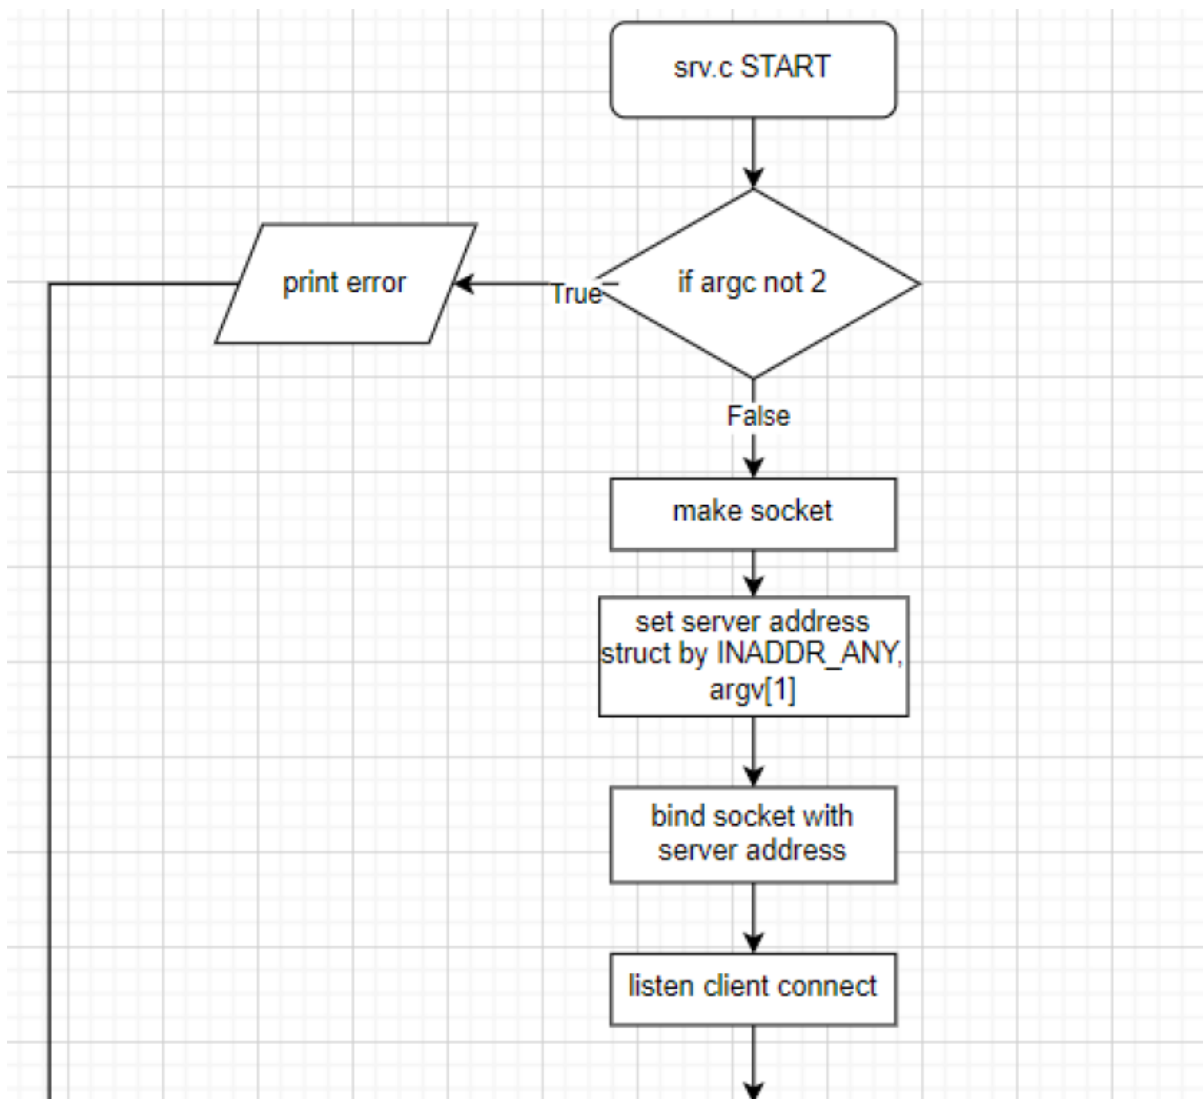 srv.c START
if argc not 2
True
print error
False
make socket
set server address
struct by INADDR_ANY,
argv[1]
bind socket with
server address
listen client connect